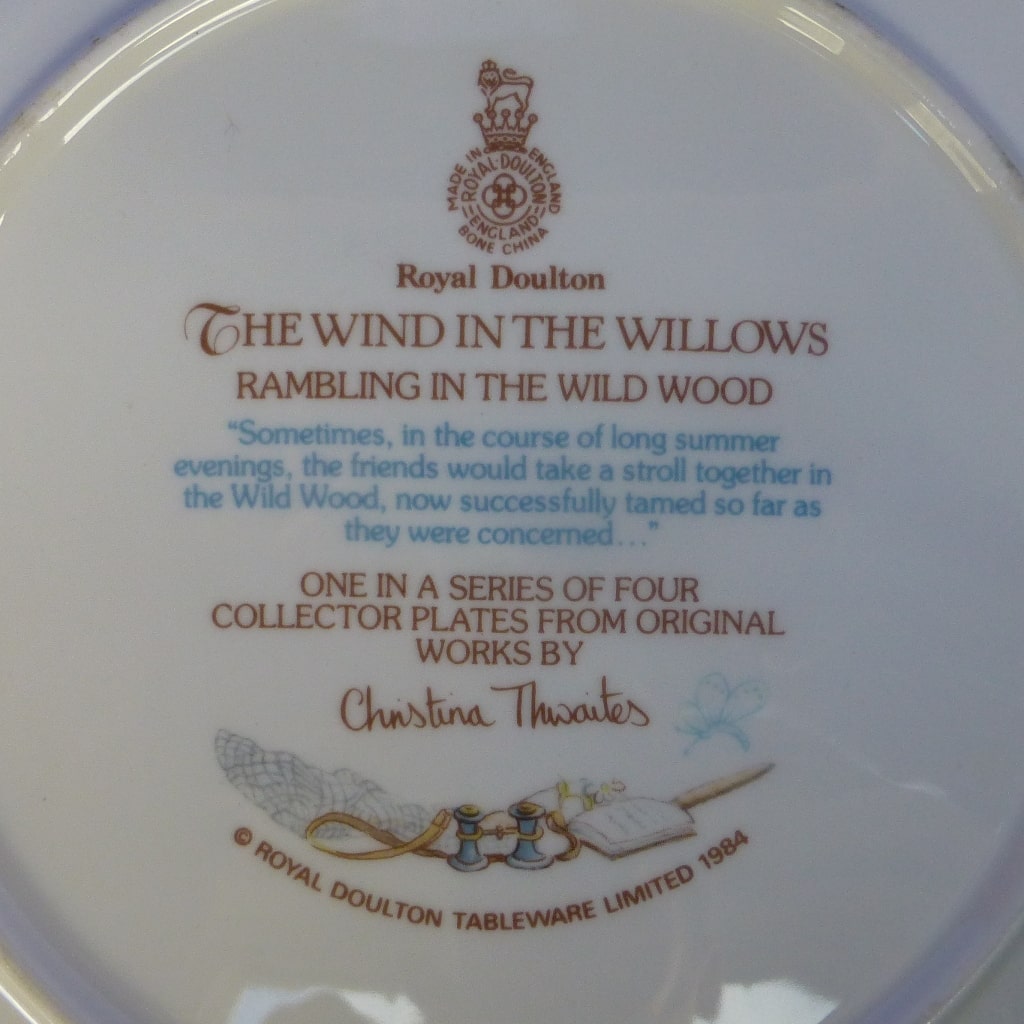 MADE IN ENGLAND
ROYAL·DOULTON
ENGLAND
BONE CHINA
Royal Doulton
THE WIND IN THE WILLOWS
RAMBLING IN THE WILD WOOD
“Sometimes, in the course of long summer
evenings, the friends would take a stroll together in
the Wild Wood, now successfully tamed so far as
they were concerned...”
ONE IN A SERIES OF FOUR
COLLECTOR PLATES FROM ORIGINAL
WORKS BY
Christina Thwaites
© ROYAL DOULTON TABLEWARE LIMITED 1984